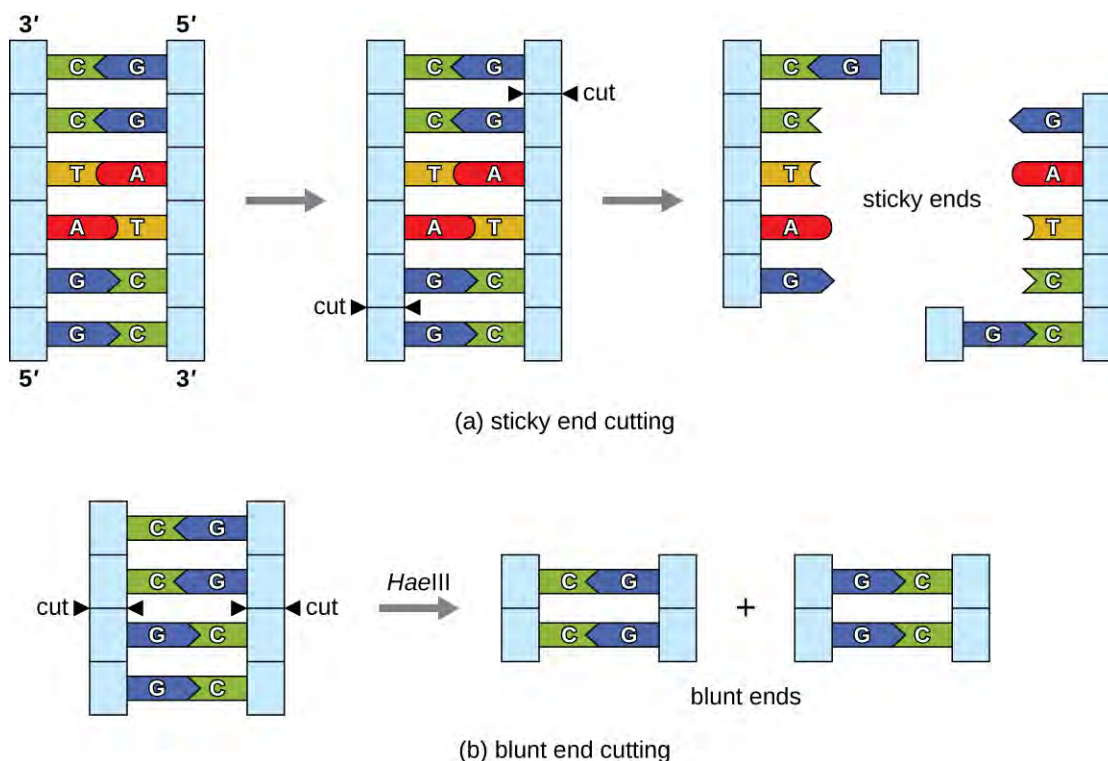 3′ 5′
C G
C G
T A
A T
G C
G C
5′ 3′
C G
cut
C G
T A
A T
G C
cut
G C
C G
C
T
A
G
sticky ends
G
A
T
C
G C
(a) sticky end cutting
C G
C G
cut cut
G C
G C
HaeIII
C G
C G
+
G C
G C
blunt ends
(b) blunt end cutting